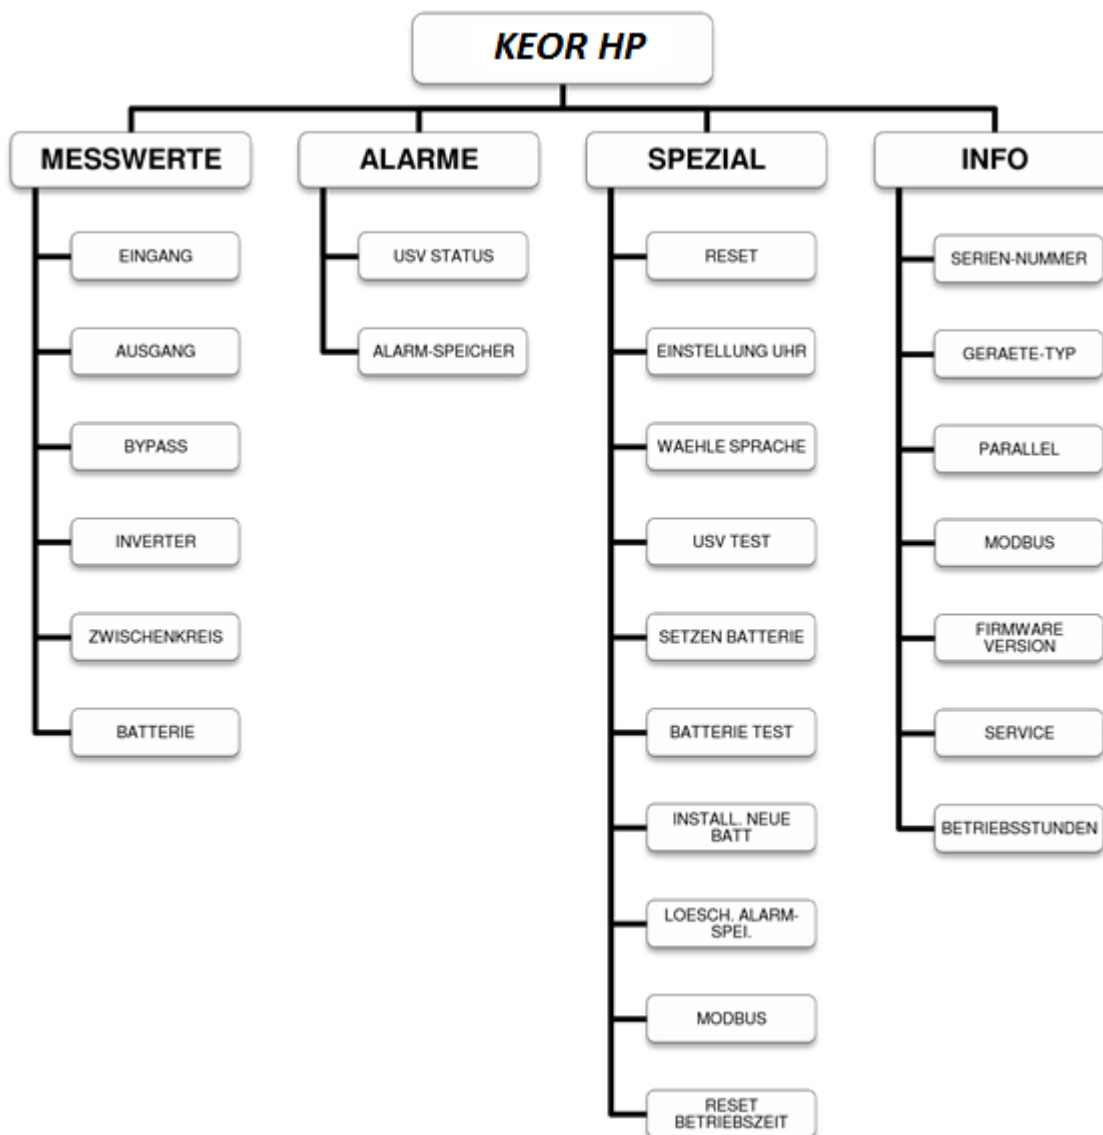 KEOR HP
MESSWERTE
EINGANG
AUSGANG
BYPASS
INVERTER
ZWISCHENKREIS
BATTERIE
ALARME
USV STATUS
ALARM-SPEICHER
SPEZIAL
RESET
EINSTELLUNG UHR
WAEHLE SPRACHE
USV TEST
SETZEN BATTERIE
BATTERIE TEST
INSTALL. NEUE
BATT
LOESCH. ALARM-
SPEI.
MODBUS
RESET
BETRIEBSZEIT
INFO
SERIEN-NUMMER
GERAETE-TYP
PARALLEL
MODBUS
FIRMWARE
VERSION
SERVICE
BETRIEBSSTUNDEN